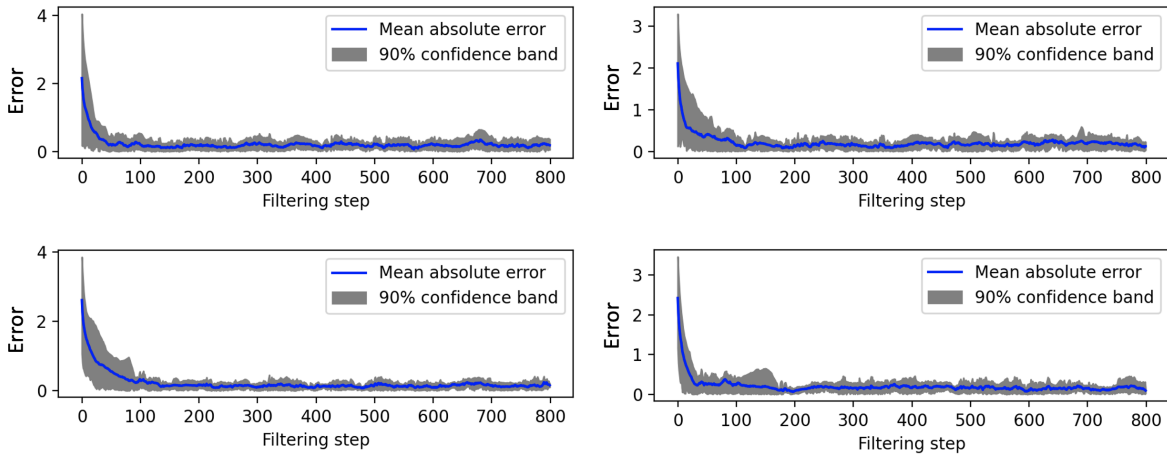 4
2
0
Error
Mean absolute error
90% confidence band
0 100 200 300 400 500 600 700 800
Filtering step
3
2
1
0
Error
Mean absolute error
90% confidence band
0 100 200 300 400 500 600 700 800
Filtering step
4
2
0
Error
Mean absolute error
90% confidence band
0 100 200 300 400 500 600 700 800
Filtering step
3
2
1
0
Error
Mean absolute error
90% confidence band
0 100 200 300 400 500 600 700 800
Filtering step